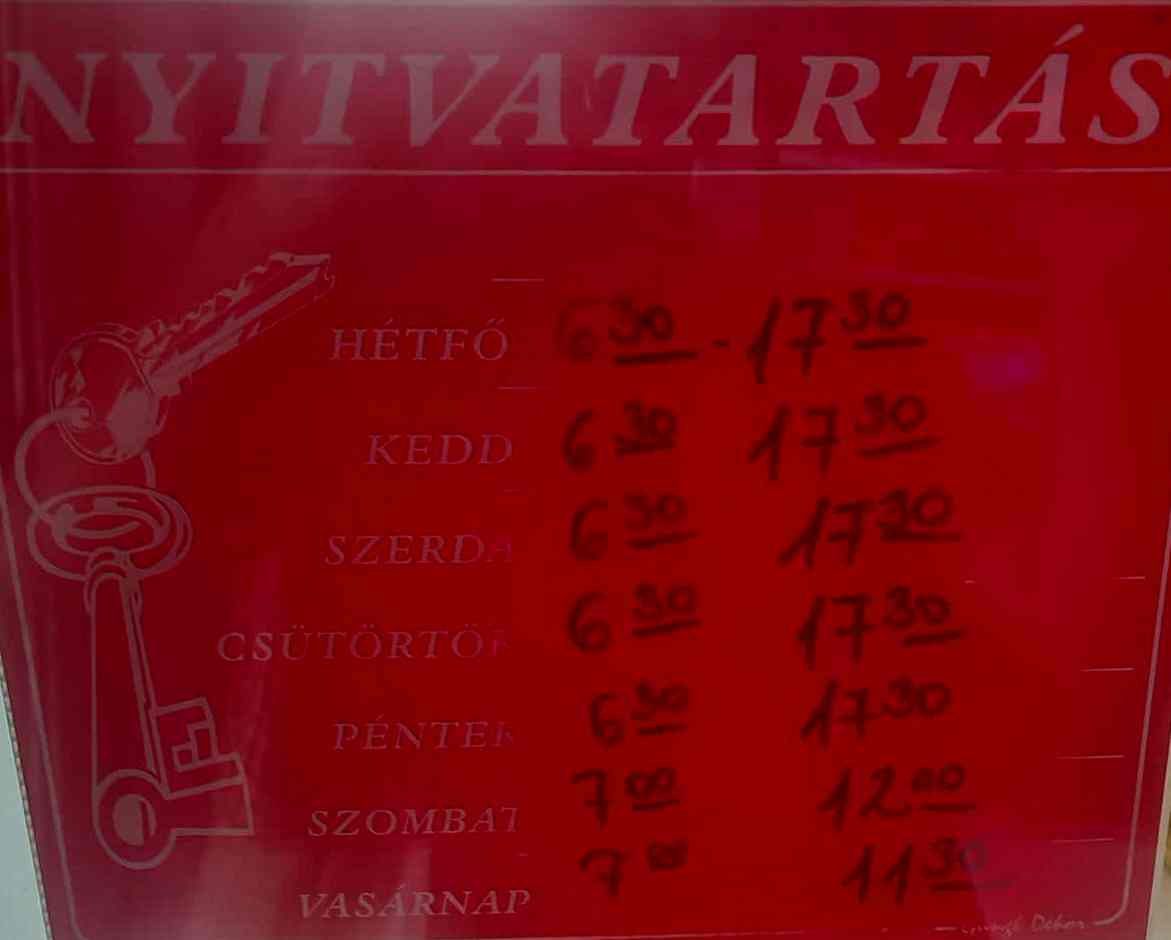 NYITVATARTÁS
HÉTFŐ 6 30 - 17 30
KEDD 6 30 17 30
SZERDA 6 30 17 30
CSÜTÖRTÖK 6 30 17 30
PÉNTEK 6 30 17 30
SZOMBAT 7 00 12 00
VASÁRNAP 7 00 11 30